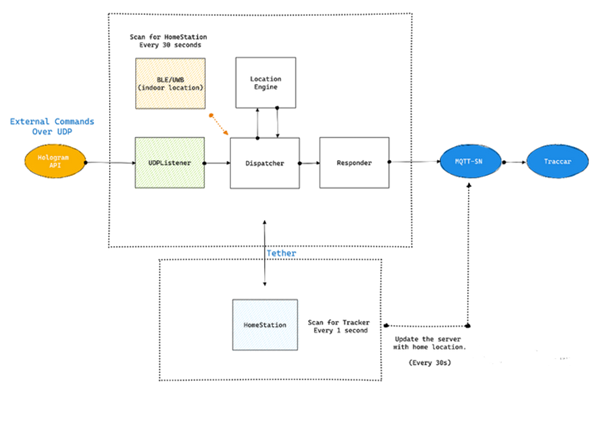 Scan for HomeStation
Every 30 seconds
BLE/UWB
(indoor location)
Location
Engine
External Commands
Over UDP
Hologram
API
UDPListener
Dispatcher
Responder
MQTT-SN
Traccar
Tether
HomeStation
Scan for Tracker
Every 1 second
Update the server
with home location.
(Every 30s)